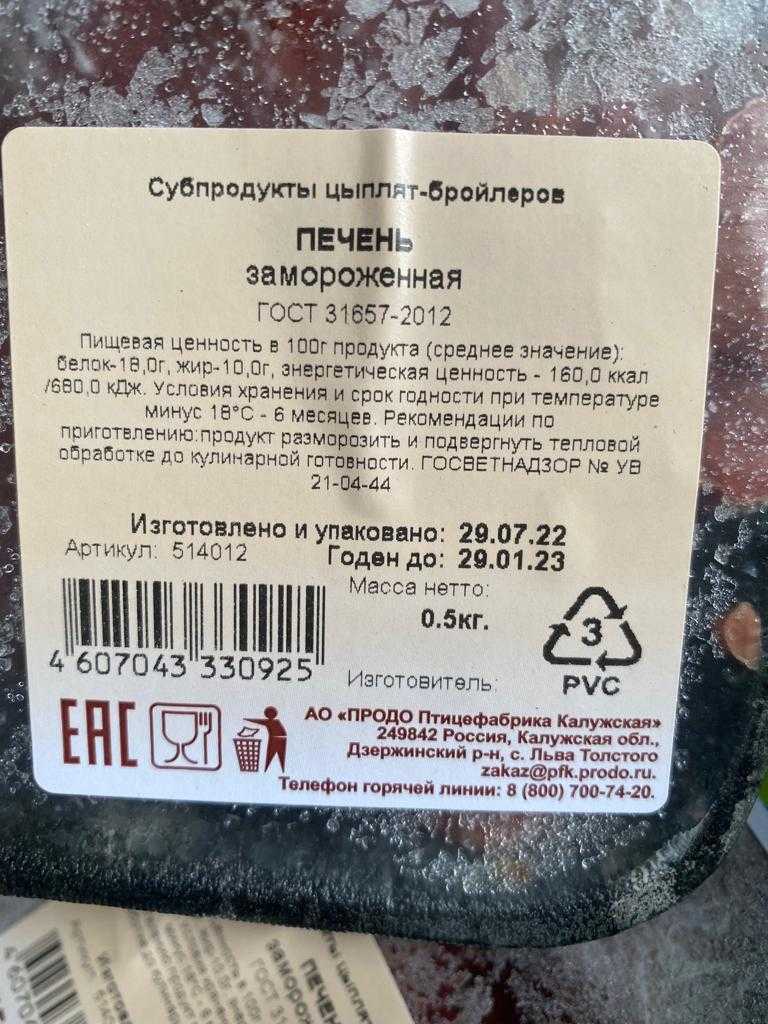 Субпродукты цыплят-бройлеров
ПЕЧЕНЬ
замороженная
ГОСТ 31657-2012
Пищевая ценность в 100г продукта (среднее значение):
белок-18,0г, жир-10,0г, энергетическая ценность - 160,0 ккал
/680,0 кДж. Условия хранения и срок годности при температуре
минус 18°С - 6 месяцев. Рекомендации по
приготвлению:продукт разморозить и подвергнуть тепловой
обработке до кулинарной готовности. ГОСВЕТНАДЗОР № УВ
21-04-44
Изготовлено и упаковано: 29.07.22
Артикул: 514012 Годен до: 29.01.23
Масса нетто:
0.5кг.
3
PVC
4 607043 330925
Изготовитель:
ЕАС
АО «ПРОДО Птицефабрика Калужская»
249842 Россия, Калужская обл.,
Дзержинский р-н, с. Льва Толстого
zakaz@pfk.prodo.ru.
Телефон горячей линии: 8 (800) 700-74-20.